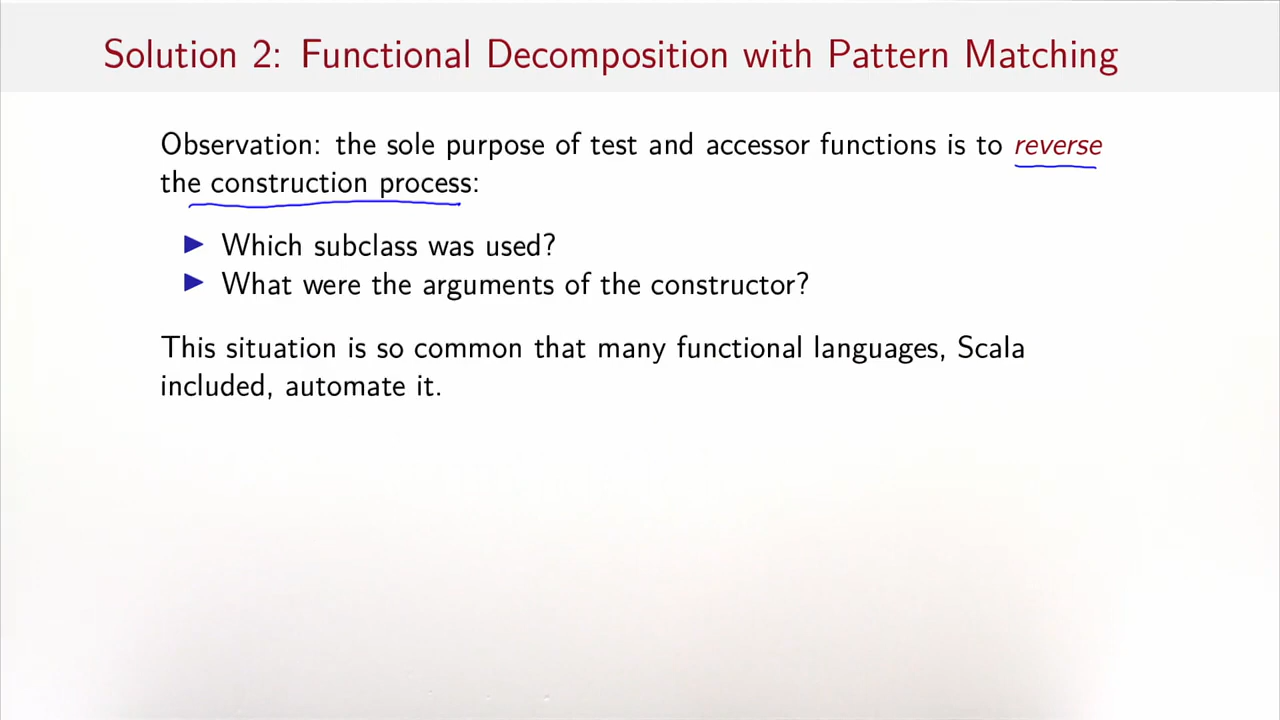 Solution 2: Functional Decomposition with Pattern Matching
Observation: the sole purpose of test and accessor functions is to reverse
the construction process:
▶ Which subclass was used?
▶ What were the arguments of the constructor?
This situation is so common that many functional languages, Scala
included, automate it.